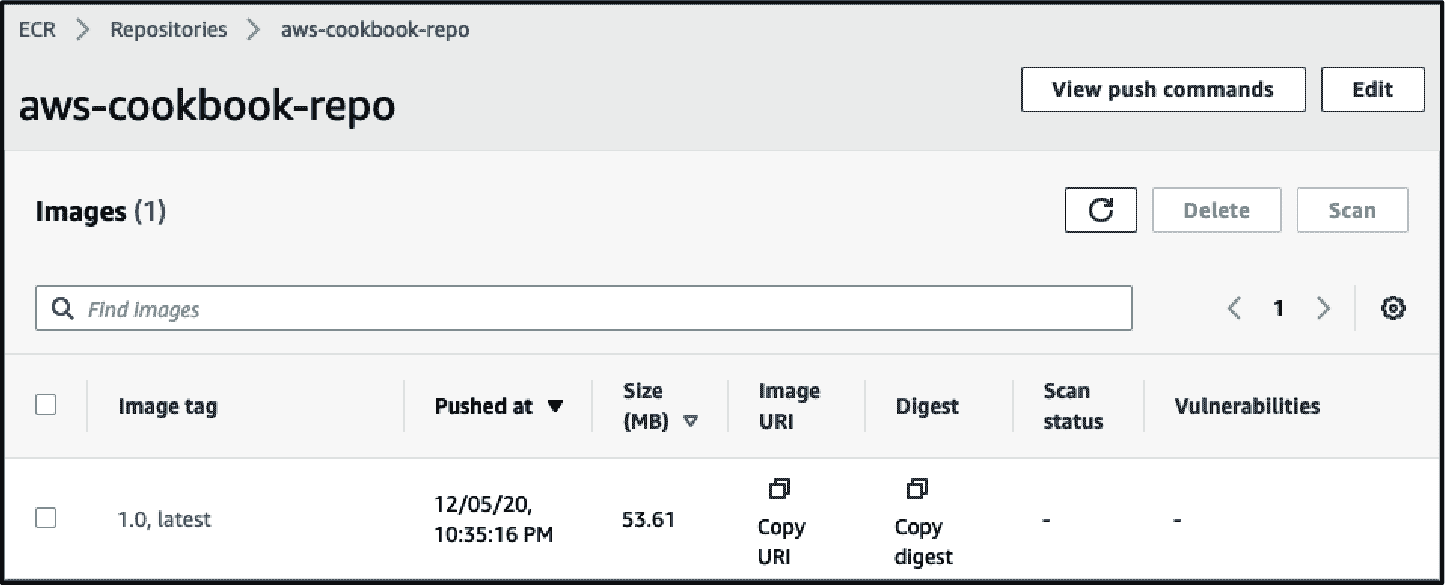 ECR > Repositories > aws-cookbook-repo
aws-cookbook-repo
View push commands
Edit
Images (1)
Delete
Scan
Find images
1
Image tag
Pushed at
Size
(MB)
Image
URI
Digest
Scan
status
Vulnerabilities
1.0, latest
12/05/20,
10:35:16 PM
53.61
Copy
URI
Copy
digest
-
-